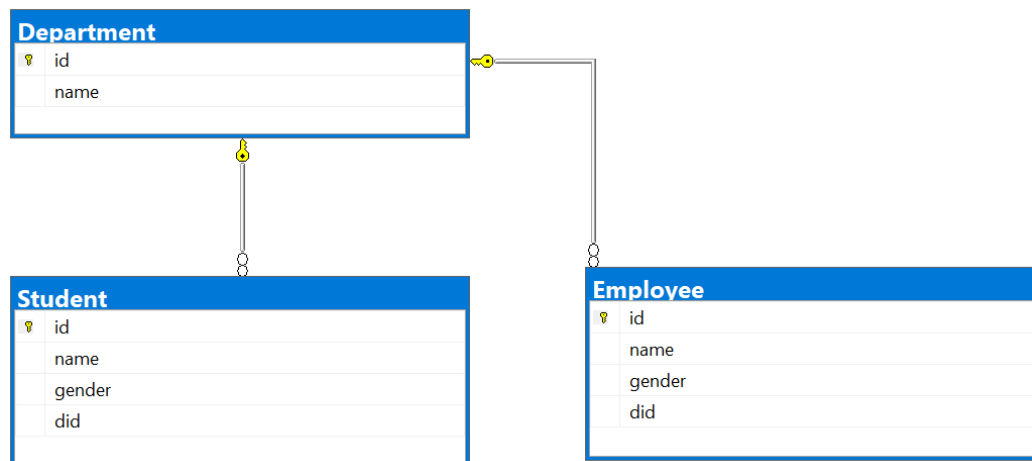 Department
id
name
Student
id
name
gender
did
Employee
id
name
gender
did